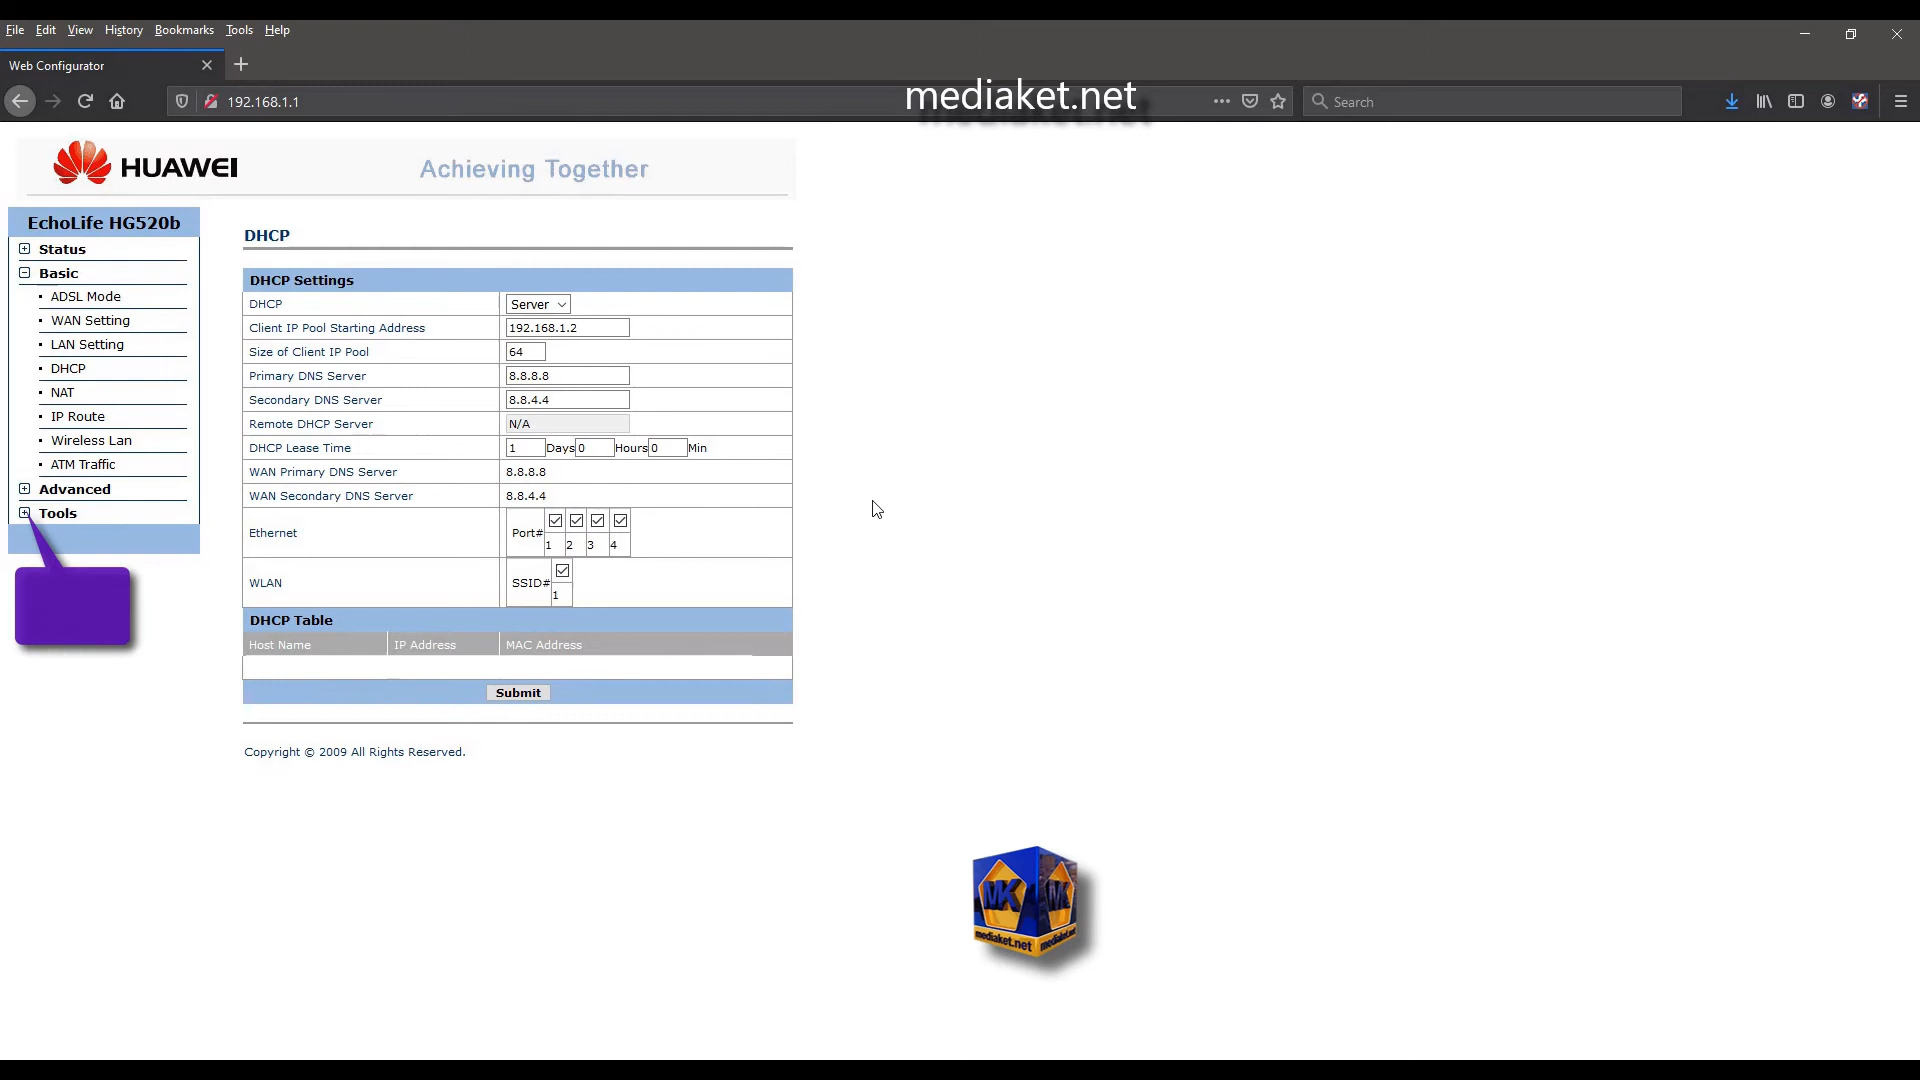 File Edit View History Bookmarks Tools Help
Web Configurator
192.168.1.1
mediaket.net
Search
HUAWEI
Achieving Together
EchoLife HG520b
Status
Basic
ADSL Mode
WAN Setting
LAN Setting
DHCP
NAT
IP Route
Wireless Lan
ATM Traffic
Advanced
Tools
DHCP
DHCP Settings
DHCP Server
Client IP Pool Starting Address 192.168.1.2
Size of Client IP Pool 64
Primary DNS Server 8.8.8.8
Secondary DNS Server 8.8.4.4
Remote DHCP Server N/A
DHCP Lease Time 1 Days 0 Hours 0 Min
WAN Primary DNS Server 8.8.8.8
WAN Secondary DNS Server 8.8.4.4
Ethernet Port# 1 2 3 4
WLAN SSID# 1
DHCP Table
Host Name IP Address MAC Address
Submit
Copyright © 2009 All Rights Reserved.
MK MK
mediaket.net mediaket.net